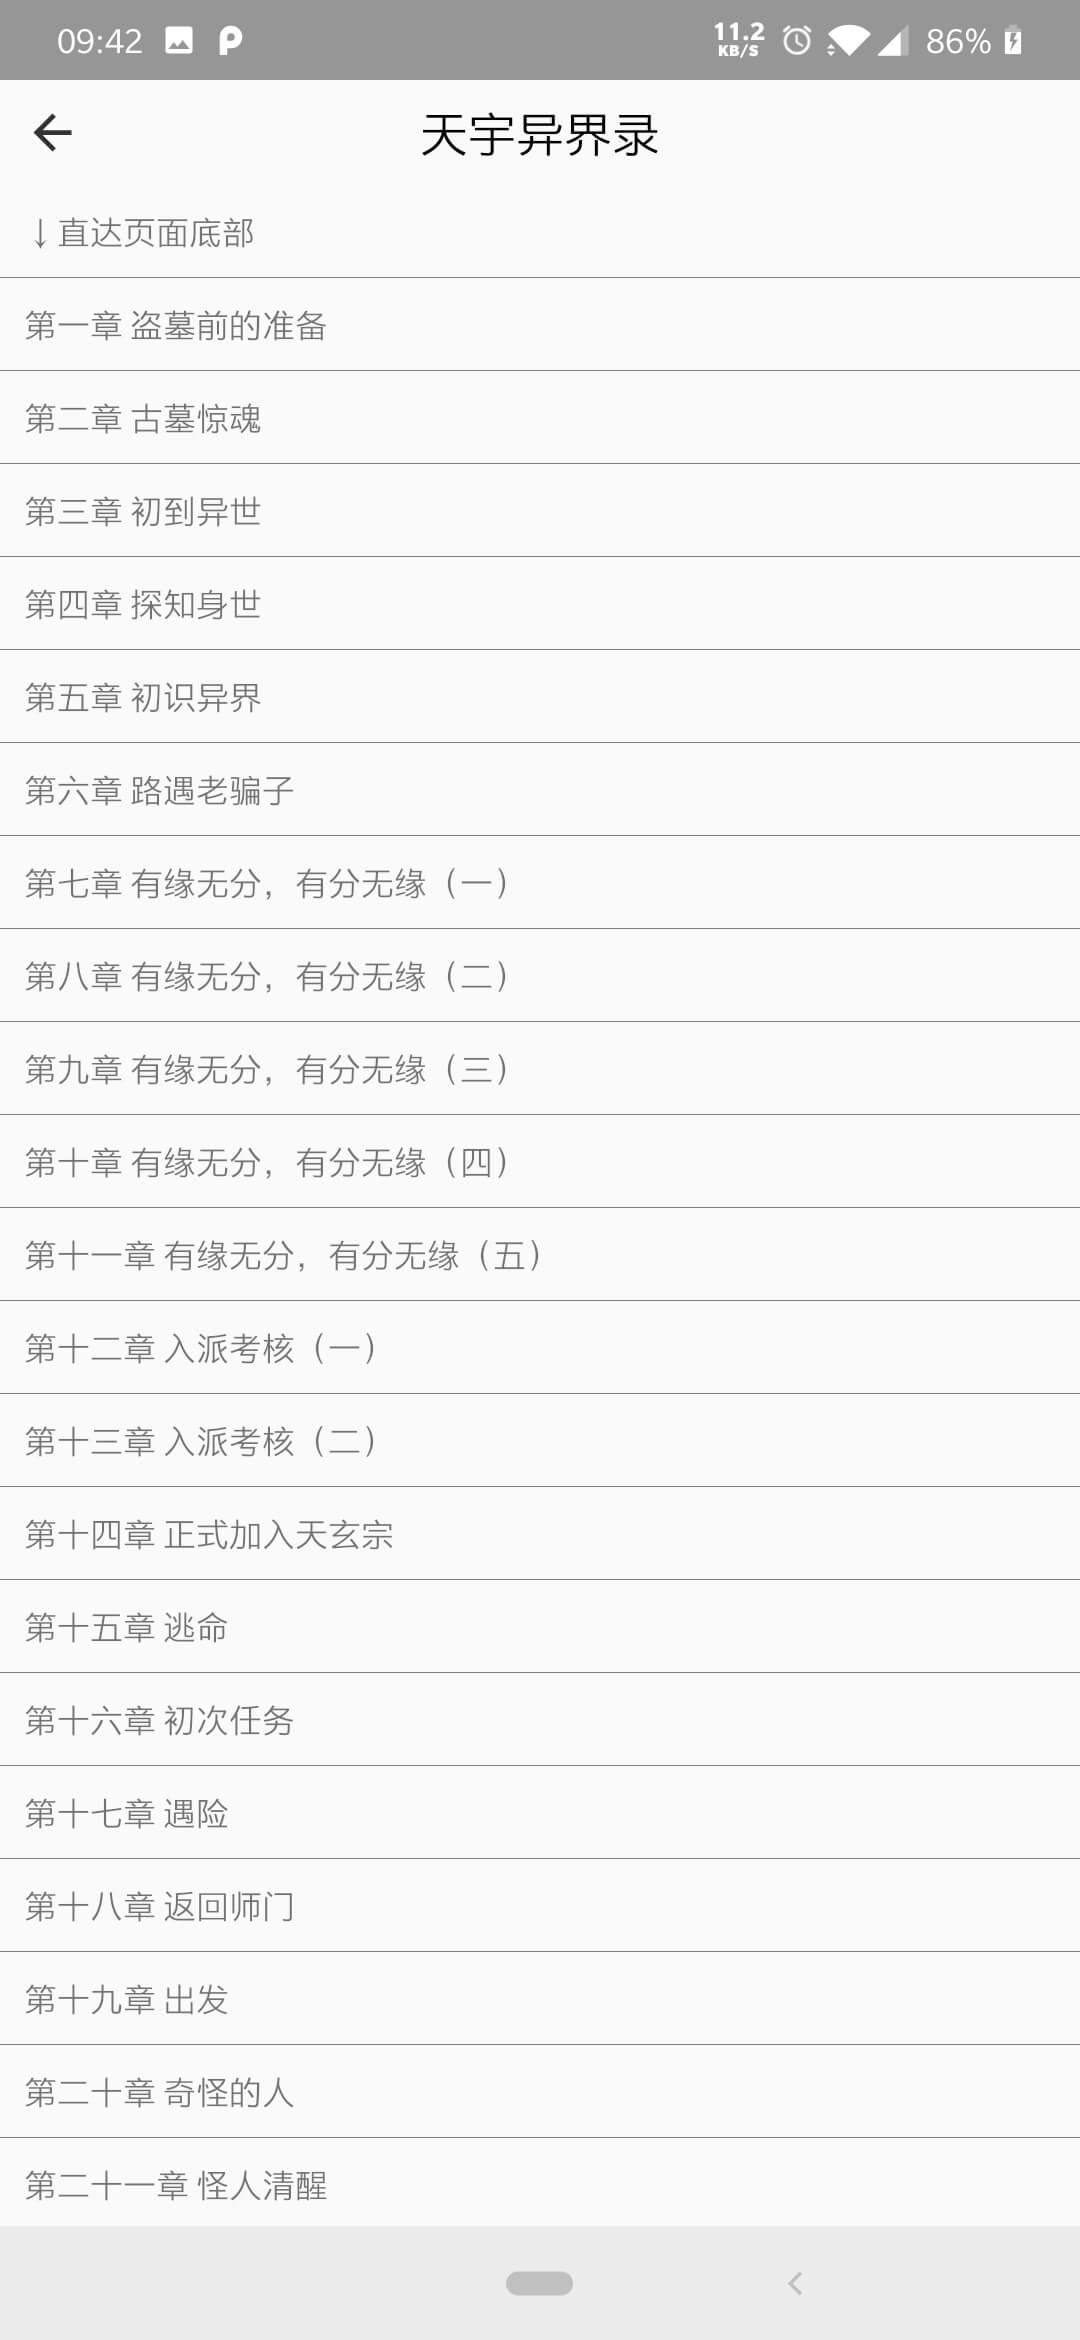 09:42
11.2
KB/S
86%
天宇异界录
↓直达页面底部
第一章 盗墓前的准备
第二章 古墓惊魂
第三章 初到异世
第四章 探知身世
第五章 初识异界
第六章 路遇老骗子
第七章 有缘无分，有分无缘（一）
第八章 有缘无分，有分无缘（二）
第九章 有缘无分，有分无缘（三）
第十章 有缘无分，有分无缘（四）
第十一章 有缘无分，有分无缘（五）
第十二章 入派考核（一）
第十三章 入派考核（二）
第十四章 正式加入天玄宗
第十五章 逃命
第十六章 初次任务
第十七章 遇险
第十八章 返回师门
第十九章 出发
第二十章 奇怪的人
第二十一章 怪人清醒